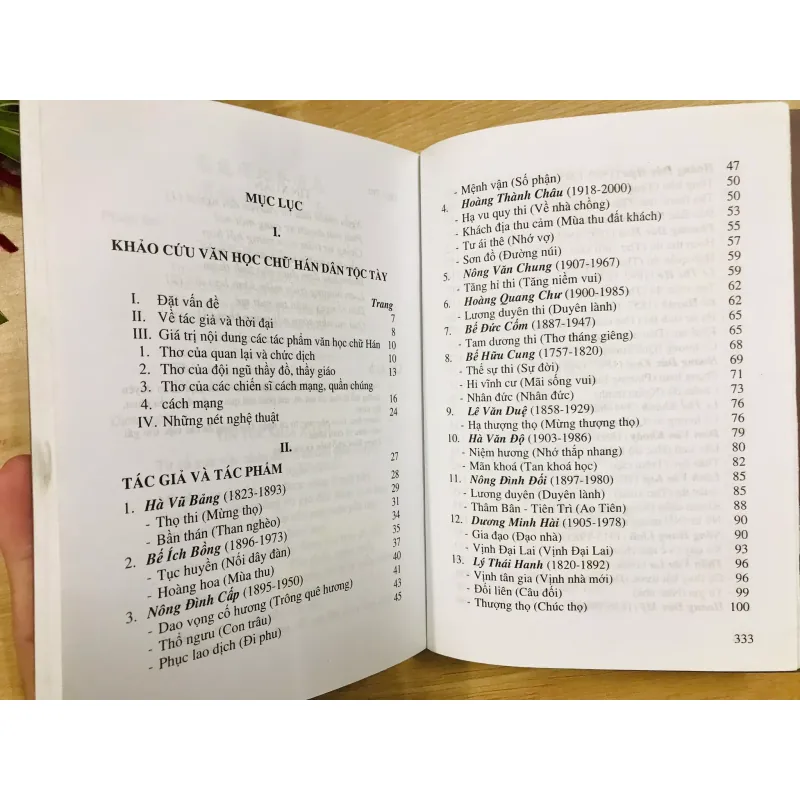 MỤC LỤC
I.
KHẢO CỨU VĂN HỌC CHỮ HÁN DÂN TỘC TÀY
Trang
I. Đặt vấn đề 7
II. Về tác giả và thời đại 8
III. Giá trị nội dung các tác phẩm văn học chữ Hán 10
1. Thơ của quan lại và chức dịch 10
2. Thơ của đội ngũ thầy đồ, thầy giáo 13
3. Thơ của các chiến sĩ cách mạng, quần chúng
4. cách mạng 16
IV. Những nét nghệ thuật 24
II.
TÁC GIẢ VÀ TÁC PHẨM 27
1. Hà Vũ Bảng (1823-1893) 28
- Thọ thi (Mừng thọ) 29
- Bần thán (Than nghèo) 31
2. Bế Ích Bồng (1896-1973) 34
- Tục huyền (Nối dây đàn) 35
- Hoàng hoa (Mùa thu) 37
3. Nông Đình Cấp (1895-1950) 40
- Dao vọng cố hương (Trông quê hương) 41
- Thổ ngưu (Con trâu) 43
- Phục lao dịch (Đi phu) 45
- Mệnh vận (Số phận) 47
4. Hoàng Thành Châu (1918-2000) 50
- Hạ vu quy thi (Về nhà chồng) 50
- Khách địa thu cảm (Mùa thu đất khách) 53
- Tư ái thê (Nhớ vợ) 55
- Sơn đồ (Đường núi) 57
5. Nông Văn Chung (1907-1967) 59
- Tăng hỉ thi (Tăng niềm vui) 59
6. Hoàng Quang Chư (1900-1985) 62
- Lương duyên thi (Duyên lành) 62
7. Bế Đức Cốm (1887-1947) 65
- Tam dương thi (Thơ tháng giêng) 65
8. Bế Hữu Cung (1757-1820) 68
- Thế sự thi (Sự đời) 69
- Hi vĩnh cư (Mãi sống vui) 71
- Nhân đức (Nhân đức) 73
9. Lê Văn Duệ (1858-1929) 76
- Hạ thượng thọ (Mừng thượng thọ) 76
10. Hà Văn Độ (1903-1986) 79
- Niệm hương (Nhớ thắp nhang) 80
- Mãn khoá (Tan khoá học) 82
11. Nông Đình Đối (1897-1980) 85
- Lương duyên (Duyên lành) 85
- Thâm Bân - Tiên Trì (Ao Tiên) 88
12. Dương Minh Hải (1905-1978) 90
- Gia đạo (Đạo nhà) 90
- Vịnh Đại Lai (Vịnh Đại Lai) 93
13. Lý Thái Hanh (1820-1892) 96
- Vịnh tân gia (Vịnh nhà mới) 96
- Đối liên (Câu đối) 99
- Thượng thọ (Chúc thọ) 100
333